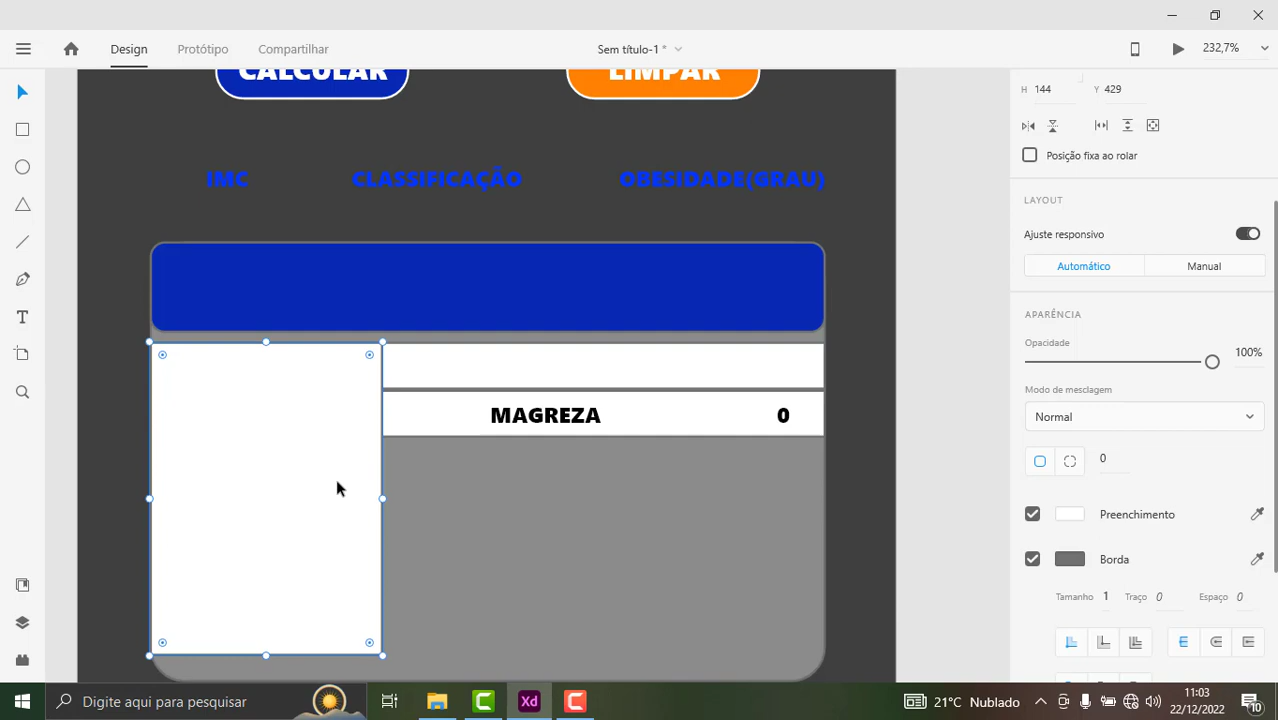 Design
Protótipo
Compartilhar
Sem título-1 *
232,7%
CALCULAR
LIMPAR
H 144
Y 429
Posição fixa ao rolar
IMC
CLASSIFICAÇÃO
OBESIDADE(GRAU)
LAYOUT
Ajuste responsivo
Automático
Manual
APARÊNCIA
Opacidade
100%
Modo de mesclagem
Normal
MAGREZA
0
0
Preenchimento
Borda
Tamanho 1
Traço 0
Espaço 0
Digite aqui para pesquisar
Xd
21°C Nublado
11:03
22/12/2022
10